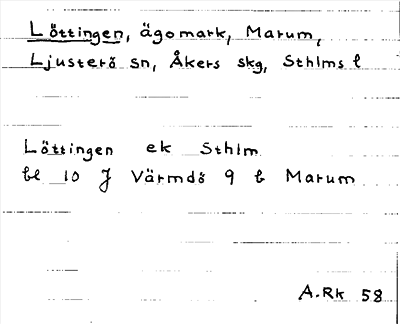 Löttingen, ägomark, Marum,
Ljusterö sn, Åkers skg, Sthlms l
Löttingen ek Sthlm
bl 10 J Värmdö 9 b Marum
A.Rk 58